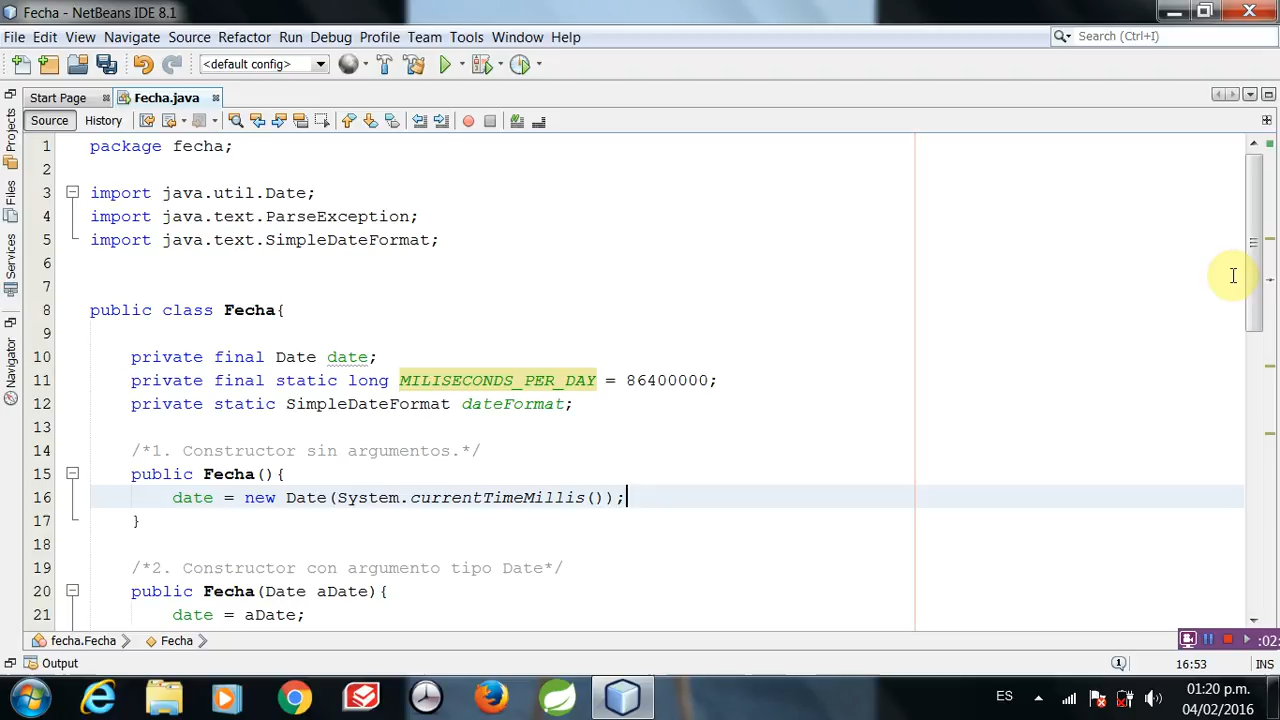 Fecha - NetBeans IDE 8.1
File Edit View Navigate Source Refactor Run Debug Profile Team Tools Window Help
Search (Ctrl+I)
<default config>
Start Page
Fecha.java
Source History
Projects
Files
Services
Navigator
1 package fecha;
2
3 import java.util.Date;
4 import java.text.ParseException;
5 import java.text.SimpleDateFormat;
6
7
8 public class Fecha{
9
10 private final Date date;
11 private final static long MILISECONDS_PER_DAY = 86400000;
12 private static SimpleDateFormat dateFormat;
13
14 /*1. Constructor sin argumentos.*/
15 public Fecha(){
16 date = new Date(System.currentTimeMillis());
17 }
18
19 /*2. Constructor con argumento tipo Date*/
20 public Fecha(Date aDate){
21 date = aDate;
fecha.Fecha Fecha
:02
Output
1
16:53 INS
ES
01:20 p.m.
04/02/2016